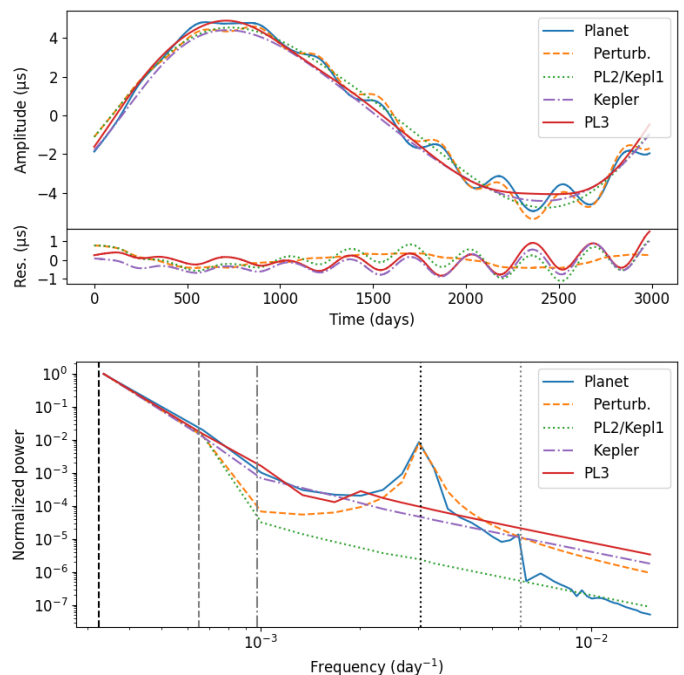 Amplitude (μs)
4
2
0
−2
−4
Planet
Perturb.
PL2/Kepl1
Kepler
PL3
Res. (μs)
1
0
−1
0
500
1000
1500
2000
2500
3000
Time (days)
Normalized power
10⁰
10⁻¹
10⁻²
10⁻³
10⁻⁴
10⁻⁵
10⁻⁶
10⁻⁷
Planet
Perturb.
PL2/Kepl1
Kepler
PL3
10⁻³
10⁻²
Frequency (day⁻¹)